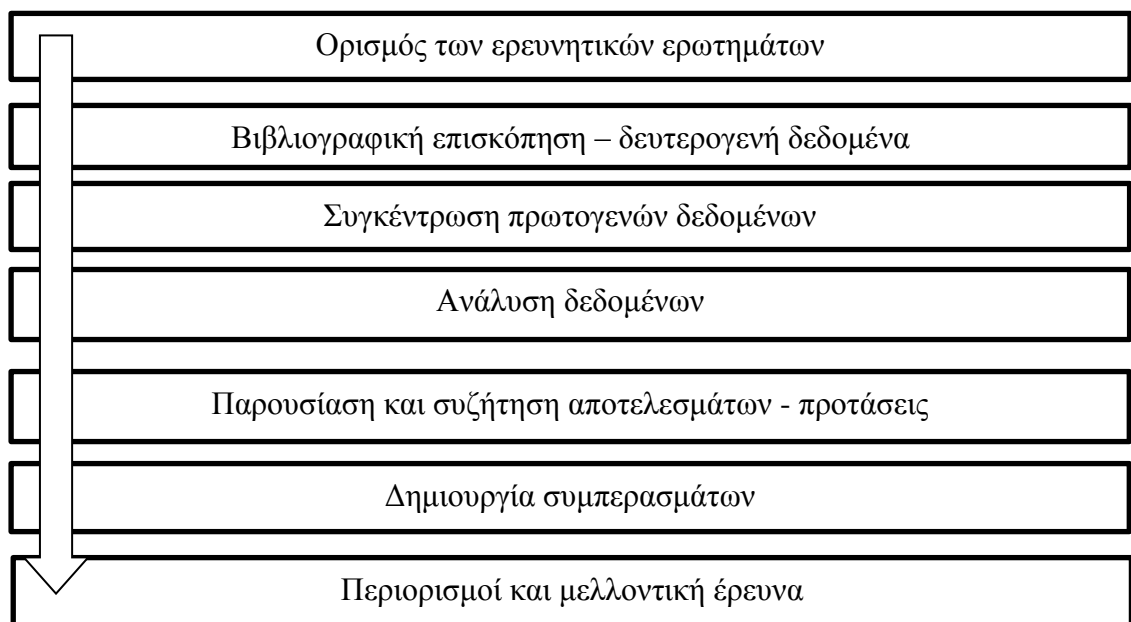 Ορισμός των ερευνητικών ερωτημάτων
Βιβλιογραφική επισκόπηση – δευτερογενή δεδομένα
Συγκέντρωση πρωτογενών δεδομένων
Ανάλυση δεδομένων
Παρουσίαση και συζήτηση αποτελεσμάτων - προτάσεις
Δημιουργία συμπερασμάτων
Περιορισμοί και μελλοντική έρευνα